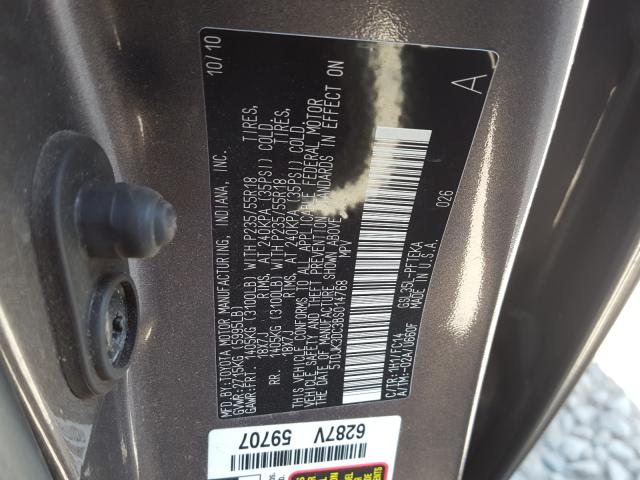 MFD. BY: TOYOTA MOTOR MANUFACTURING, INDIANA, INC. 10/10
GVWR: 2715KG (5995LB)
GAWR: FRT. 1405KG (3100LB) WITH P235/55R18 TIRES,
18X7J RIMS, AT 240KPA (35PSI) COLD.
RR. 1405KG (3100LB) WITH P235/55R18 TIRES,
18X7J RIMS, AT 240KPA (35PSI) COLD.
THIS VEHICLE CONFORMS TO ALL APPLICABLE FEDERAL MOTOR
VEHICLE SAFETY AND THEFT PREVENTION STANDARDS IN EFFECT ON
THE DATE OF MANUFACTURE SHOWN ABOVE.
5TDJK3DC3BS014768 MPV
A
C/TR: 1H1/FC14 GSL35L-PFTEKA 026
A/TM: -02A/U660F MADE IN U.S.A.
6287V
59707